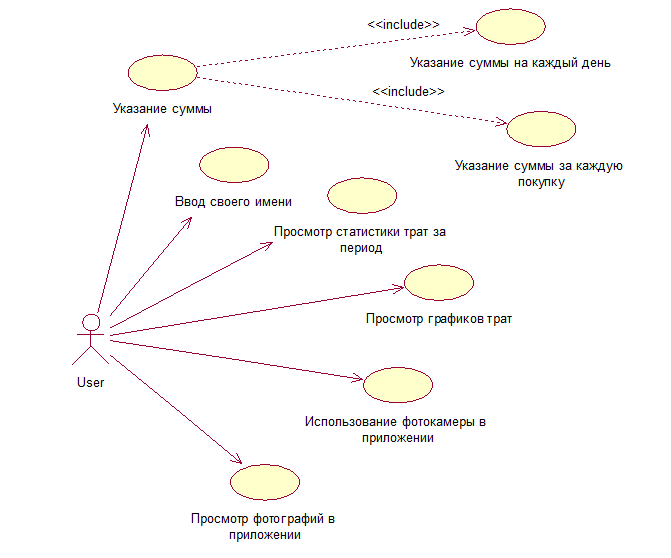 <<include>>
Указание суммы на каждый день
<<include>>
Указание суммы
Указание суммы за каждую
покупку
Ввод своего имени
Просмотр статистики трат за
период
Просмотр графиков трат
User
Использование фотокамеры в
приложении
Просмотр фотографий в
приложении